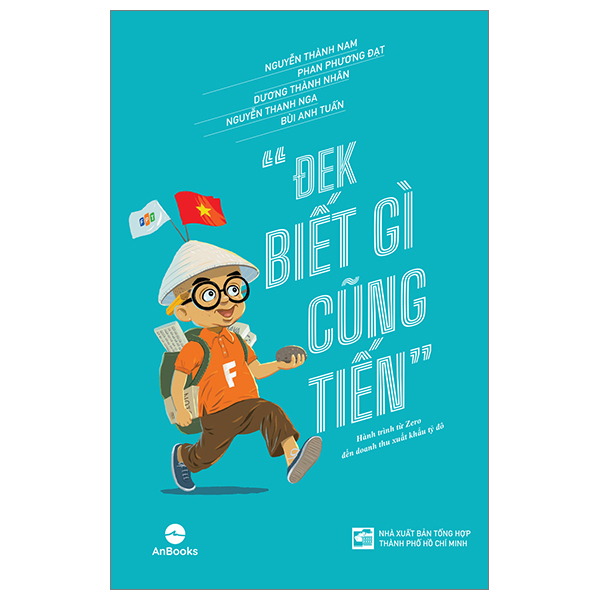 NGUYỄN THÀNH NAM
PHAN PHƯƠNG ĐẠT
DƯƠNG THÀNH NHÂN
NGUYỄN THANH NGA
BÙI ANH TUẤN
“ĐEK
BIẾT GÌ
CŨNG
TIẾN”
FPT
F
Hành trình từ Zero
đến doanh thu xuất khẩu tỷ đô
AnBooks
NHÀ XUẤT BẢN TỔNG HỢP
THÀNH PHỐ HỒ CHÍ MINH